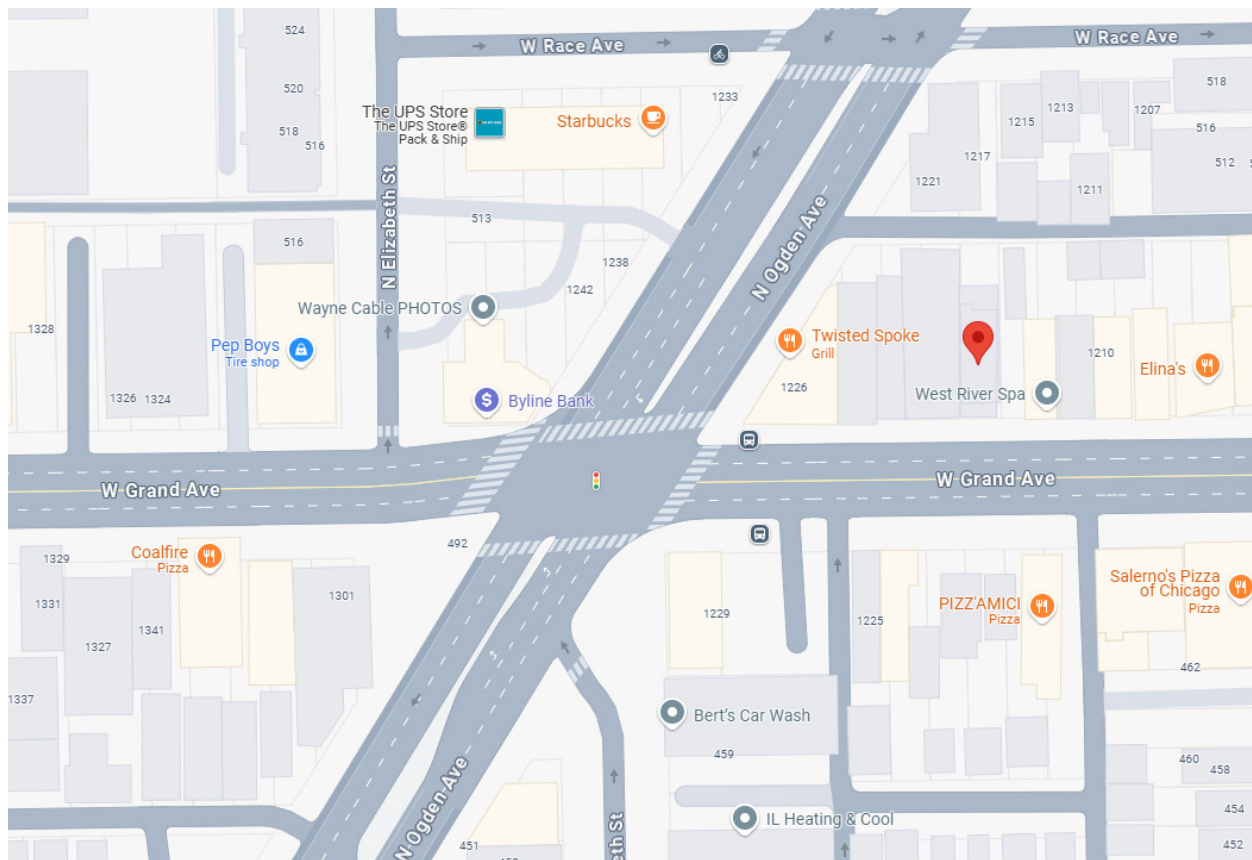 524
W Race Ave
W Race Ave
520
The UPS Store
The UPS Store®
Pack & Ship
1233
Starbucks
518
516
518
1213
1207
1215
516
1217
512
1221
1211
N Elizabeth St
513
N Ogden Ave
516
1238
1242
Wayne Cable PHOTOS
1328
Pep Boys
Tire shop
Twisted Spoke
Grill
1210
Elina's
1226
West River Spa
1326
1324
Byline Bank
W Grand Ave
W Grand Ave
492
Coalfire
Pizza
1329
1331
1301
1341
1327
1337
1229
1225
PIZZ'AMICI
Pizza
Salerno's Pizza
of Chicago
Pizza
462
Bert's Car Wash
459
460
458
454
IL Heating & Cool
N Ogden Ave
451
eth St
452